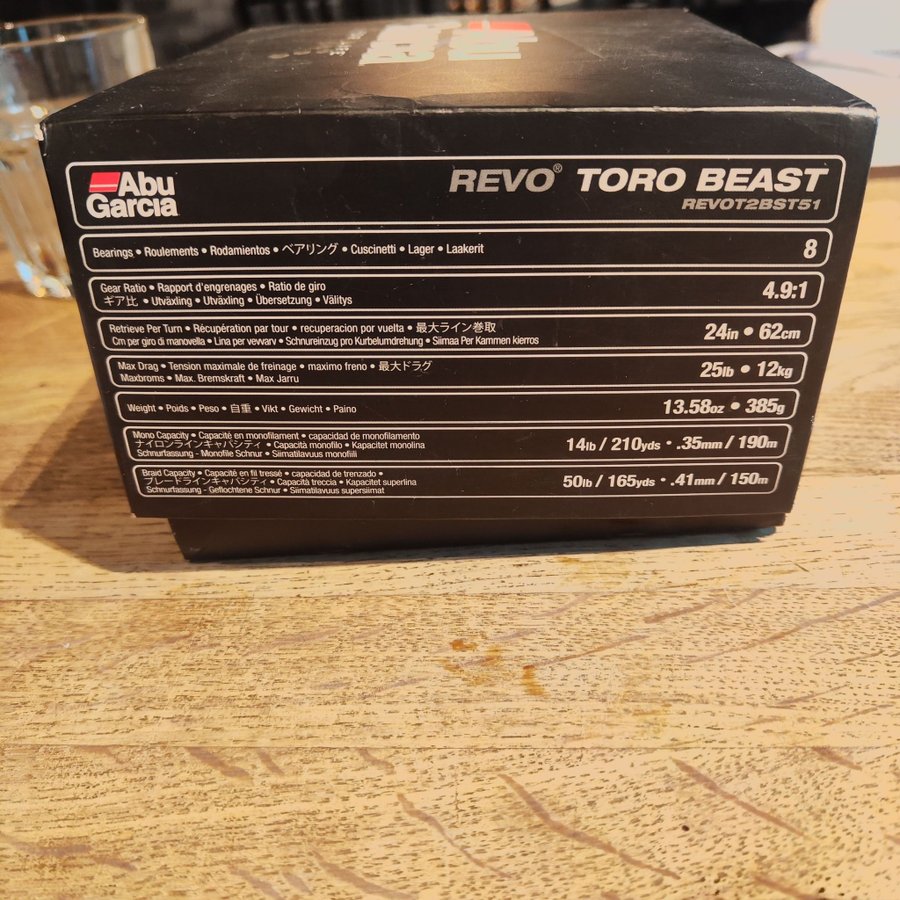 Abu
Garcia
REVO® TORO BEAST
REVOT2BST51
Bearings • Roulements • Rodamientos • ベアリング • Cuscinetti • Lager • Laakerit 8
Gear Ratio • Rapport d'engrenages • Ratio de giro
ギア比 • Utväxling • Utväxling • Übersetzung • Välitys 4.9:1
Retrieve Per Turn • Récupération par tour • recuperacion por vuelta • 最大ライン巻取
Cm per giro di manovella • Lina per vevvarv • Schnureinzug pro Kurbelumdrehung • Siimaa Per Kammen kierros 24in • 62cm
Max Drag • Tension maximale de freinage • maximo freno • 最大ドラグ
Maxbroms • Max. Bremskraft • Max Jarru 25lb • 12kg
Weight • Poids • Peso • 自重 • Vikt • Gewicht • Paino 13.58oz • 385g
Mono Capacity • Capacité en monofilament • capacidad de monofilamento
ナイロンラインキャパシティ • Capacità monofilo • Kapacitet monolina
Schnurfassung - Monofile Schnur • Siimatilavuus monofiili 14lb / 210yds • .35mm / 190m
Braid Capacity • Capacité en fil tressé • capacidad de trenzado •
ブレードラインキャパシティ • Capacità treccia • Kapacitet superlina
Schnurfassung - Geflochtene Schnur • Siimatilavuus supersiimat 50lb / 165yds • .41mm / 150m